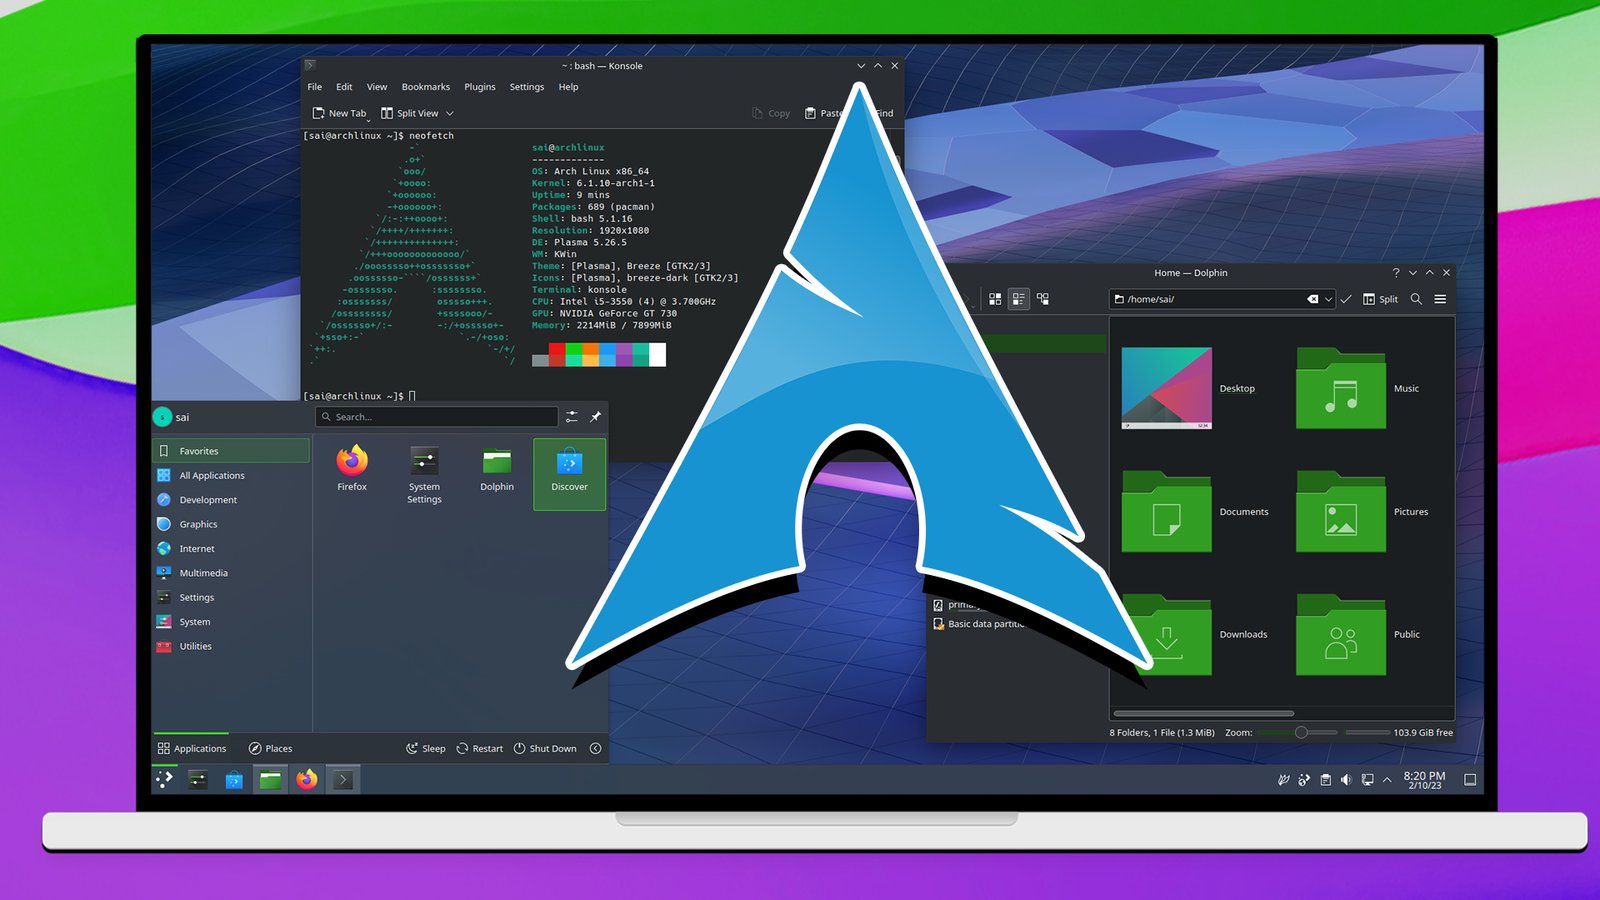 ~ : bash — Konsole
File Edit View Bookmarks Plugins Settings Help
New Tab Split View Copy Paste Find
[sai@archlinux ~]$ neofetch
sai@archlinux
-------------
OS: Arch Linux x86_64
Kernel: 6.1.10-arch1-1
Uptime: 9 mins
Packages: 689 (pacman)
Shell: bash 5.1.16
Resolution: 1920x1080
DE: Plasma 5.26.5
WM: KWin
Theme: [Plasma], Breeze [GTK2/3]
Icons: [Plasma], breeze-dark [GTK2/3]
Terminal: konsole
CPU: Intel i5-3550 (4) @ 3.700GHz
GPU: NVIDIA GeForce GT 730
Memory: 2214MiB / 7899MiB
[sai@archlinux ~]$
s sai
Search...
Favorites
All Applications
Development
Graphics
Internet
Multimedia
Settings
System
Utilities
Firefox
System
Settings
Dolphin
Discover
Applications Places Sleep Restart Shut Down
Home — Dolphin
/home/sai/ Split
Desktop Music
Documents Pictures
Downloads Public
Basic data
8 Folders, 1 File (1.3 MiB) Zoom: 103.9 GiB free
8:20 PM
2/10/23